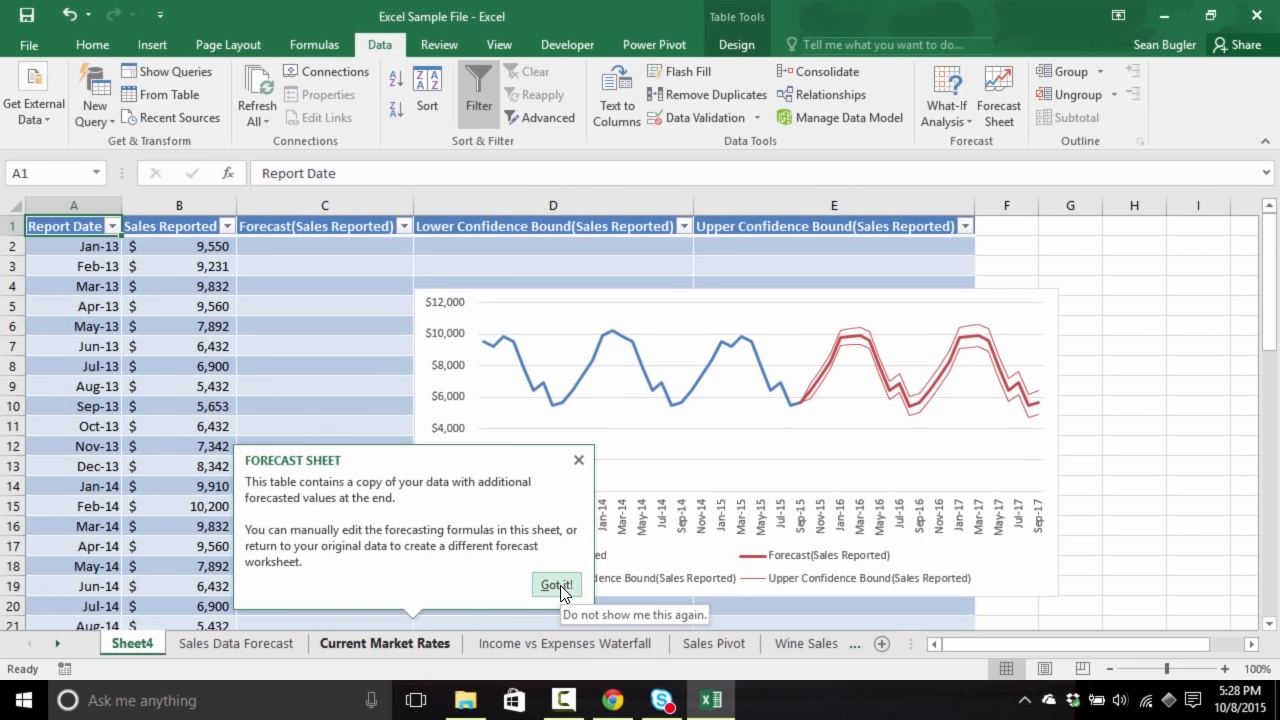 Excel Sample File - Excel
Table Tools
File Home Insert Page Layout Formulas Data Review View Developer Power Pivot Design Tell me what you want to do... Sean Bugler Share
Get External Data
New Query
Show Queries
From Table
Recent Sources
Get & Transform
Refresh All
Connections
Properties
Edit Links
Connections
Sort
Filter
Clear
Reapply
Advanced
Sort & Filter
Text to Columns
Flash Fill
Remove Duplicates
Data Validation
Consolidate
Relationships
Manage Data Model
Data Tools
What-If Analysis
Forecast Sheet
Forecast
Group
Ungroup
Subtotal
Outline
A1 fx Report Date
A B C D E F G H I
1 Report Date Sales Reported Forecast(Sales Reported) Lower Confidence Bound(Sales Reported) Upper Confidence Bound(Sales Reported)
2 Jan-13 $ 9,550
3 Feb-13 $ 9,231
4 Mar-13 $ 9,832
5 Apr-13 $ 9,560
6 May-13 $ 7,892
7 Jun-13 $ 6,432
8 Jul-13 $ 6,900
9 Aug-13 $ 5,432
10 Sep-13 $ 5,653
11 Oct-13 $ 6,432
12 Nov-13 $ 7,342
13 Dec-13 $ 8,342
14 Jan-14 $ 9,910
15 Feb-14 $ 10,200
16 Mar-14 $ 9,832
17 Apr-14 $ 9,560
18 May-14 $ 7,892
19 Jun-14 $ 6,432
20 Jul-14 $ 6,900
21 Aug-14 $ 5,432
$12,000
$10,000
$8,000
$6,000
$4,000
Jan-14 Mar-14 May-14 Jul-14 Sep-14 Nov-14 Jan-15 Mar-15 May-15 Jul-15 Sep-15 Nov-15 Jan-16 Mar-16 May-16 Jul-16 Sep-16 Nov-16 Jan-17 Mar-17 May-17 Jul-17 Sep-17
ed Forecast(Sales Reported)
dence Bound(Sales Reported) Upper Confidence Bound(Sales Reported)
FORECAST SHEET
This table contains a copy of your data with additional
forecasted values at the end.
You can manually edit the forecasting formulas in this sheet, or
return to your original data to create a different forecast
worksheet.
Got it!
Do not show me this again.
Sheet4 Sales Data Forecast Current Market Rates Income vs Expenses Waterfall Sales Pivot Wine Sales ...
Ready 100%
Ask me anything
5:28 PM
10/8/2015